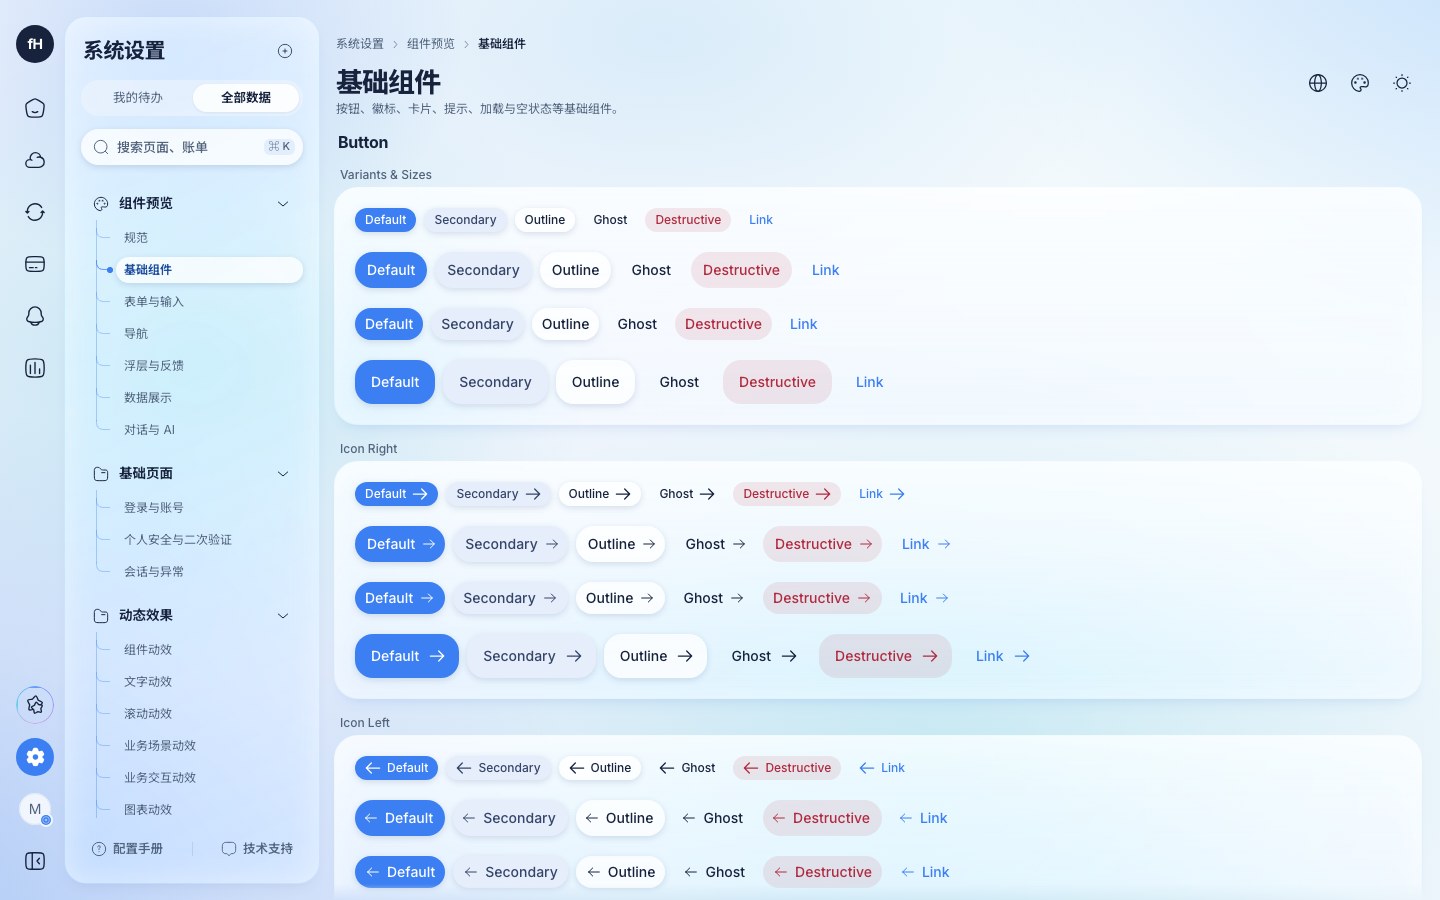 fH
系统设置
我的待办 全部数据
搜索页面、账单 ⌘ K
组件预览
规范
基础组件
表单与输入
导航
浮层与反馈
数据展示
对话与 AI
基础页面
登录与账号
个人安全与二次验证
会话与异常
动态效果
组件动效
文字动效
滚动动效
业务场景动效
业务交互动效
图表动效
配置手册 技术支持
M
系统设置 > 组件预览 > 基础组件
基础组件
按钮、徽标、卡片、提示、加载与空状态等基础组件。
Button
Variants & Sizes
Default Secondary Outline Ghost Destructive Link
Default Secondary Outline Ghost Destructive Link
Default Secondary Outline Ghost Destructive Link
Default Secondary Outline Ghost Destructive Link
Icon Right
Default → Secondary → Outline → Ghost → Destructive → Link →
Default → Secondary → Outline → Ghost → Destructive → Link →
Default → Secondary → Outline → Ghost → Destructive → Link →
Default → Secondary → Outline → Ghost → Destructive → Link →
Icon Left
← Default ← Secondary ← Outline ← Ghost ← Destructive ← Link
← Default ← Secondary ← Outline ← Ghost ← Destructive ← Link
← Default ← Secondary ← Outline ← Ghost ← Destructive ← Link